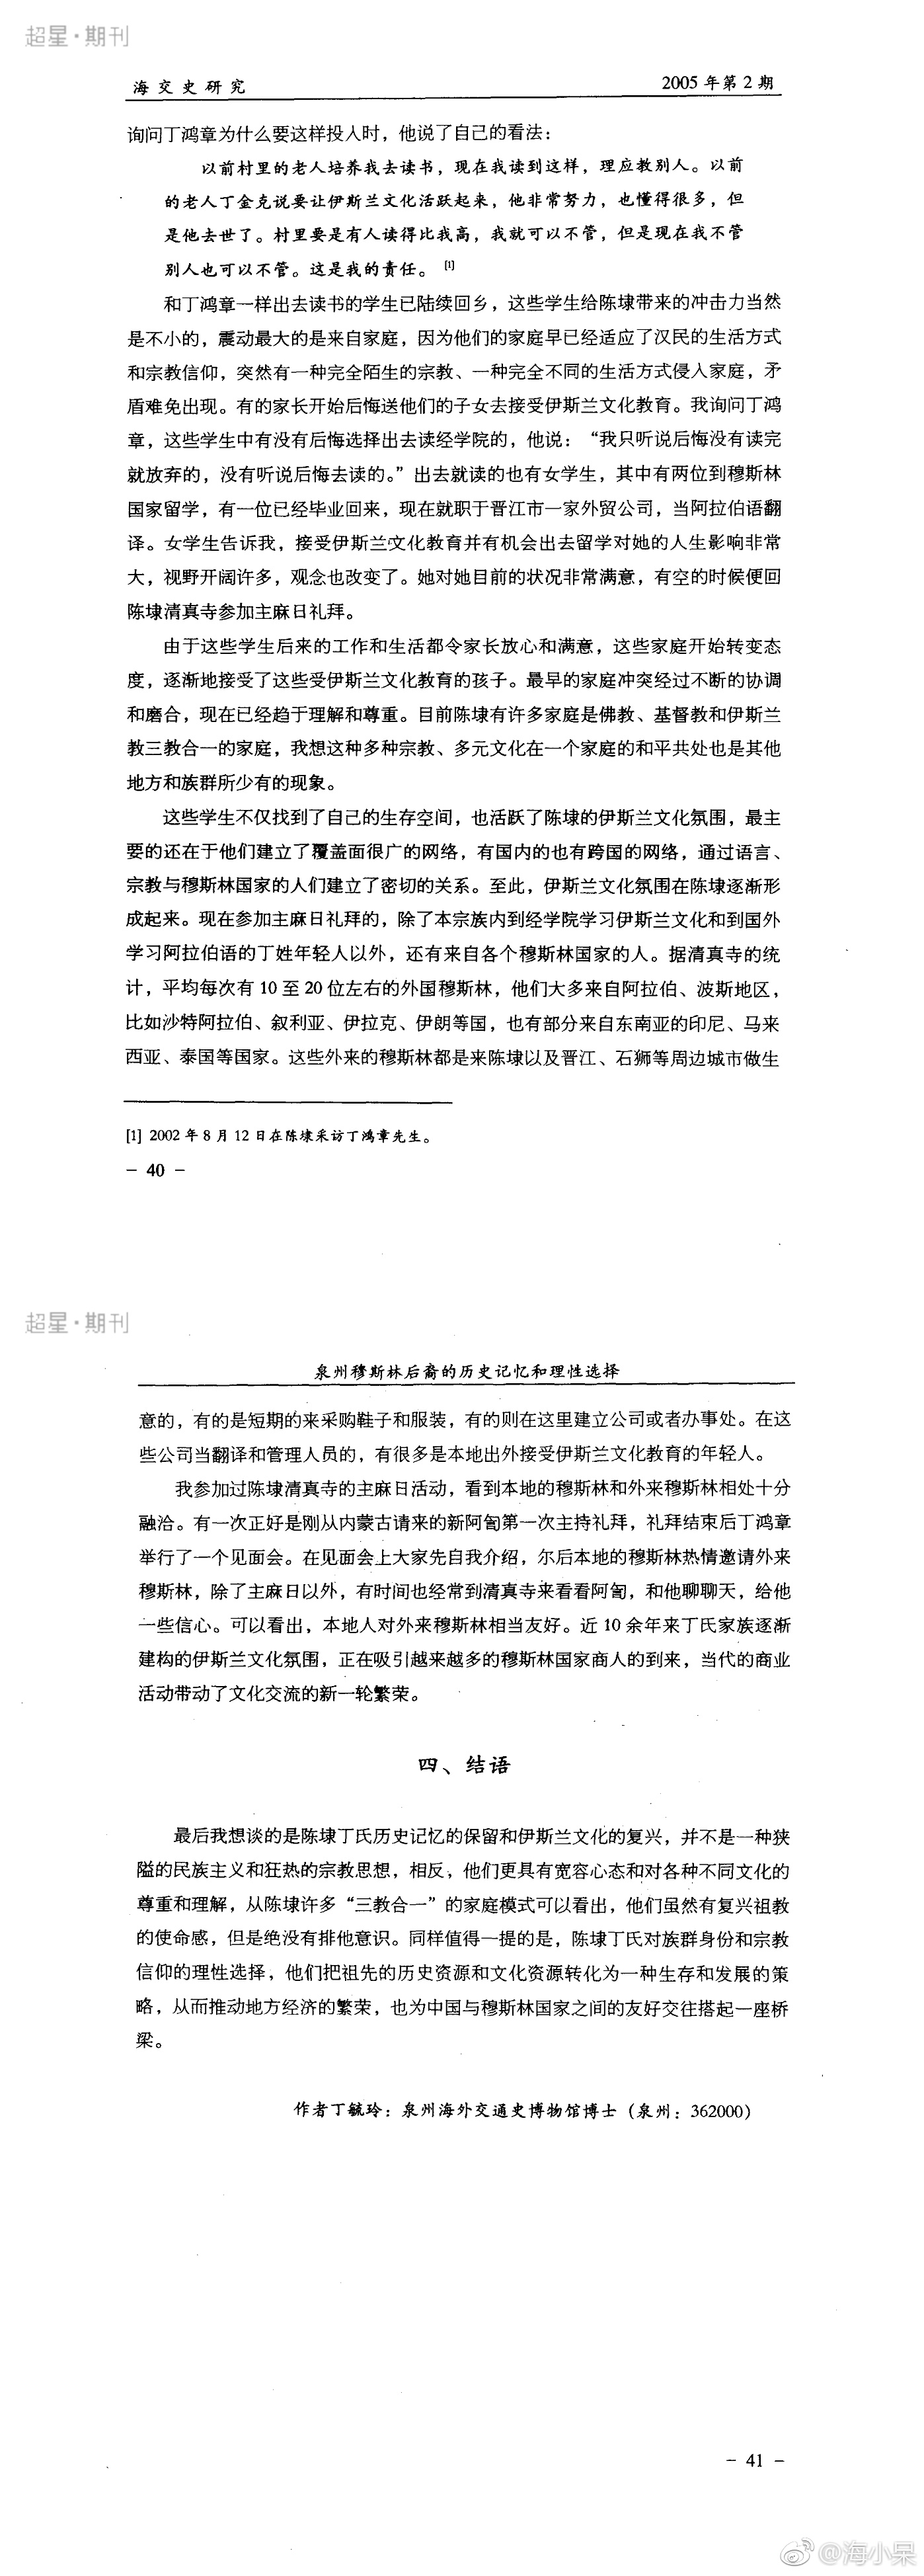 超星·期刊
海交史研究 2005年第2期
询问丁鸿章为什么要这样投入时，他说了自己的看法：
以前村里的老人培养我去读书，现在我读到这样，理应教别人。以前
的老人丁金克说要让伊斯兰文化活跃起来，他非常努力，也懂得很多，但
是他去世了。村里要是有人读得比我高，我就可以不管，但是现在我不管
别人也可以不管。这是我的责任。 [1]
和丁鸿章一样出去读书的学生已陆续回乡，这些学生给陈埭带来的冲击力当然
是不小的，震动最大的是来自家庭，因为他们的家庭早已经适应了汉民的生活方式
和宗教信仰，突然有一种完全陌生的宗教、一种完全不同的生活方式侵入家庭，矛
盾难免出现。有的家长开始后悔送他们的子女去接受伊斯兰文化教育。我询问丁鸿
章，这些学生中有没有后悔选择出去读经学院的，他说：“我只听说后悔没有读完
就放弃的，没有听说后悔去读的。”出去就读的也有女学生，其中有两位到穆斯林
国家留学，有一位已经毕业回来，现在就职于晋江市一家外贸公司，当阿拉伯语翻
译。女学生告诉我，接受伊斯兰文化教育并有机会出去留学对她的人生影响非常
大，视野开阔许多，观念也改变了。她对她目前的状况非常满意，有空的时候便回
陈埭清真寺参加主麻日礼拜。
由于这些学生后来的工作和生活都令家长放心和满意，这些家庭开始转变态
度，逐渐地接受了这些受伊斯兰文化教育的孩子。最早的家庭冲突经过不断的协调
和磨合，现在已经趋于理解和尊重。目前陈埭有许多家庭是佛教、基督教和伊斯兰
教三教合一的家庭，我想这种多种宗教、多元文化在一个家庭的和平共处也是其他
地方和族群所少有的现象。
这些学生不仅找到了自己的生存空间，也活跃了陈埭的伊斯兰文化氛围，最主
要的还在于他们建立了覆盖面很广的网络，有国内的也有跨国的网络，通过语言、
宗教与穆斯林国家的人们建立了密切的关系。至此，伊斯兰文化氛围在陈埭逐渐形
成起来。现在参加主麻日礼拜的，除了本宗族内到经学院学习伊斯兰文化和到国外
学习阿拉伯语的丁姓年轻人以外，还有来自各个穆斯林国家的人。据清真寺的统
计，平均每次有10至20位左右的外国穆斯林，他们大多来自阿拉伯、波斯地区，
比如沙特阿拉伯、叙利亚、伊拉克、伊朗等国，也有部分来自东南亚的印尼、马来
西亚、泰国等国家。这些外来的穆斯林都是来陈埭以及晋江、石狮等周边城市做生
[1] 2002年8月12日在陈埭采访丁鸿章先生。
- 40 -
超星·期刊
泉州穆斯林后裔的历史记忆和理性选择
意的，有的是短期的来采购鞋子和服装，有的则在这里建立公司或者办事处。在这
些公司当翻译和管理人员的，有很多是本地出外接受伊斯兰文化教育的年轻人。
我参加过陈埭清真寺的主麻日活动，看到本地的穆斯林和外来穆斯林相处十分
融洽。有一次正好是刚从内蒙古请来的新阿訇第一次主持礼拜，礼拜结束后丁鸿章
举行了一个见面会。在见面会上大家先自我介绍，尔后本地的穆斯林热情邀请外来
穆斯林，除了主麻日以外，有时间也经常到清真寺来看看阿訇，和他聊聊天，给他
一些信心。可以看出，本地人对外来穆斯林相当友好。近10余年来丁氏家族逐渐
建构的伊斯兰文化氛围，正在吸引越来越多的穆斯林国家商人的到来，当代的商业
活动带动了文化交流的新一轮繁荣。
四、结语
最后我想谈的是陈埭丁氏历史记忆的保留和伊斯兰文化的复兴，并不是一种狭
隘的民族主义和狂热的宗教思想，相反，他们更具有宽容心态和对各种不同文化的
尊重和理解，从陈埭许多“三教合一”的家庭模式可以看出，他们虽然有复兴祖教
的使命感，但是绝没有排他意识。同样值得一提的是，陈埭丁氏对族群身份和宗教
信仰的理性选择，他们把祖先的历史资源和文化资源转化为一种生存和发展的策
略，从而推动地方经济的繁荣，也为中国与穆斯林国家之间的友好交往搭起一座桥
梁。
作者丁毓玲：泉州海外交通史博物馆博士（泉州：362000）
- 41 -
@海小呆